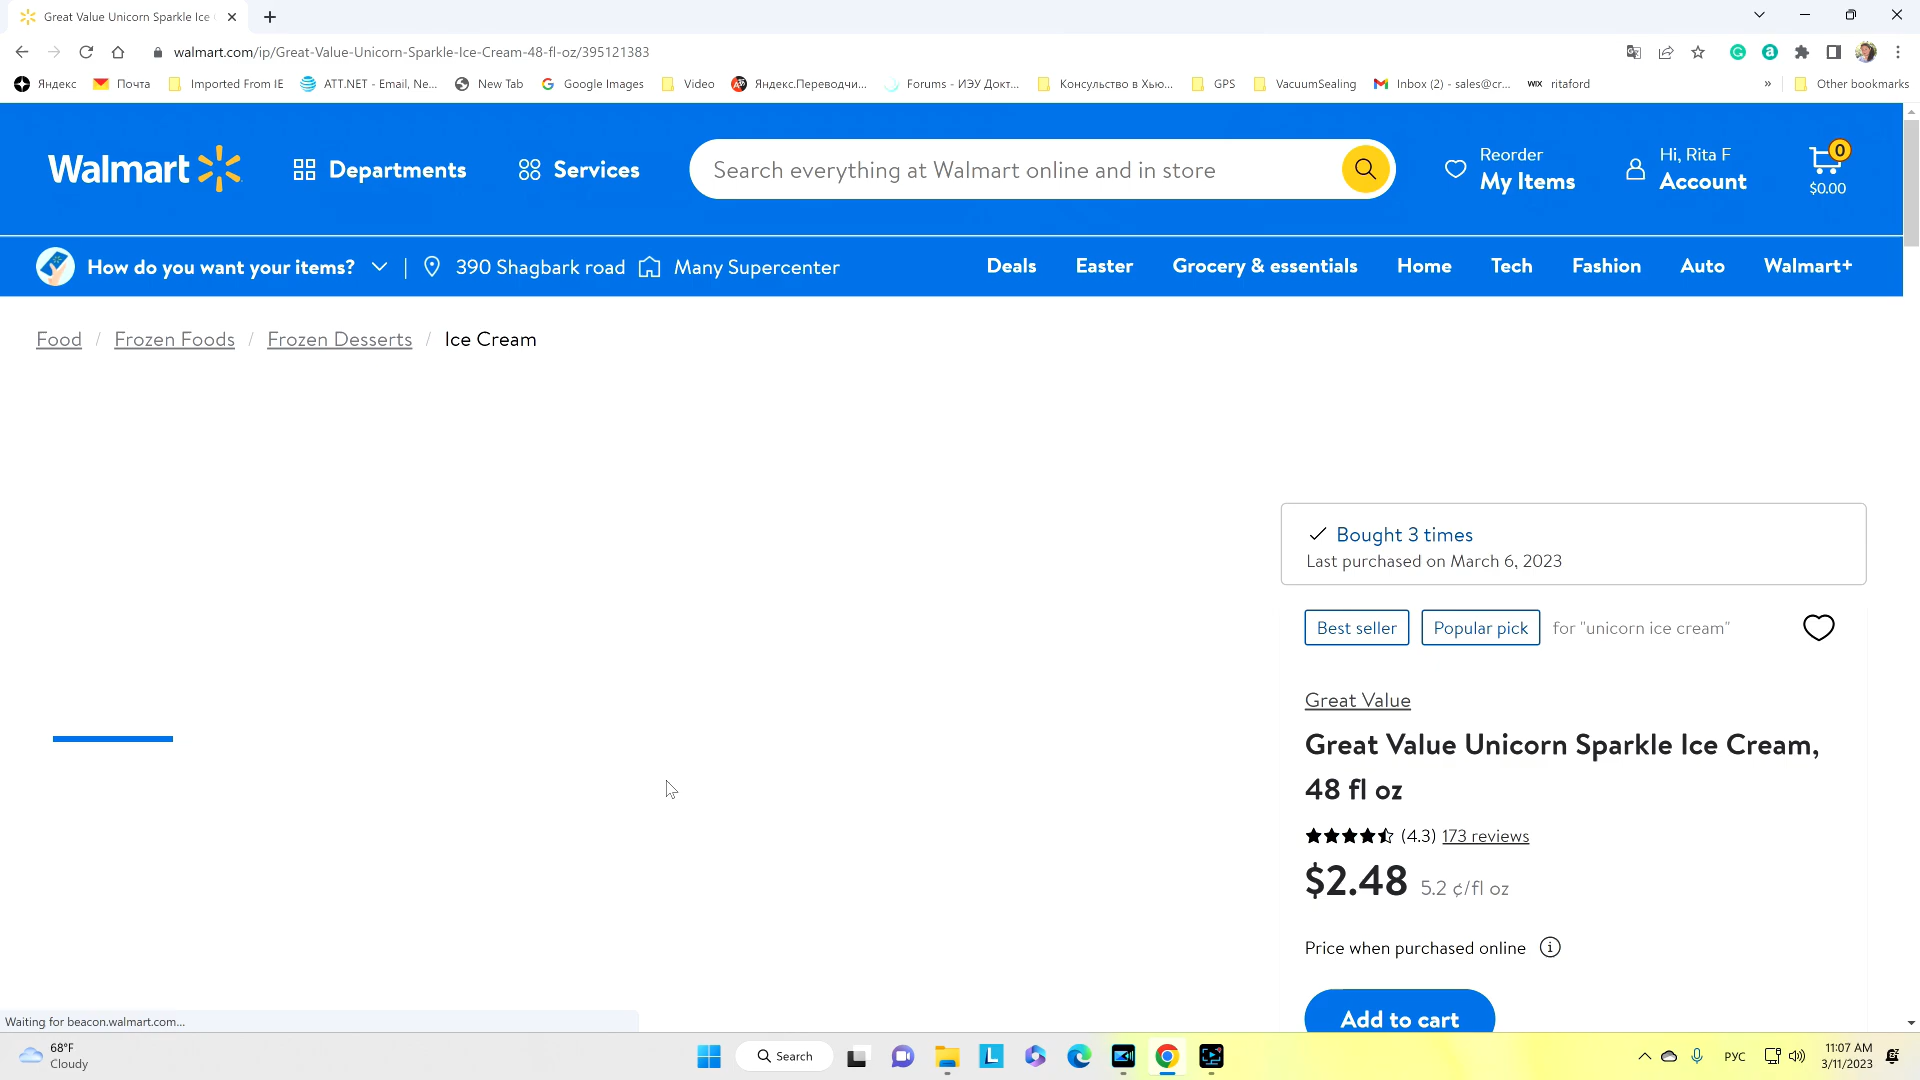 Great Value Unicorn Sparkle Ice
walmart.com/ip/Great-Value-Unicorn-Sparkle-Ice-Cream-48-fl-oz/395121383
Яндекс
Почта
Imported From IE
ATT.NET - Email, Ne...
New Tab
Google Images
Video
Яндекс.Переводчи...
Forums - ИЭУ Докт...
Консульство в Хью...
GPS
VacuumSealing
Inbox (2) - sales@cr...
WIX ritaford
» Other bookmarks
Walmart
Departments
Services
Search everything at Walmart online and in store
Reorder
My Items
Hi, Rita F
Account
0
$0.00
How do you want your items?
390 Shagbark road
Many Supercenter
Deals
Easter
Grocery & essentials
Home
Tech
Fashion
Auto
Walmart+
Food / Frozen Foods / Frozen Desserts / Ice Cream
Bought 3 times
Last purchased on March 6, 2023
Best seller
Popular pick
for "unicorn ice cream"
Great Value
Great Value Unicorn Sparkle Ice Cream,
48 fl oz
(4.3) 173 reviews
$2.48 5.2 ¢/fl oz
Price when purchased online
Add to cart
Waiting for beacon.walmart.com...
68°F
Cloudy
Search
РУС
11:07 AM
3/11/2023